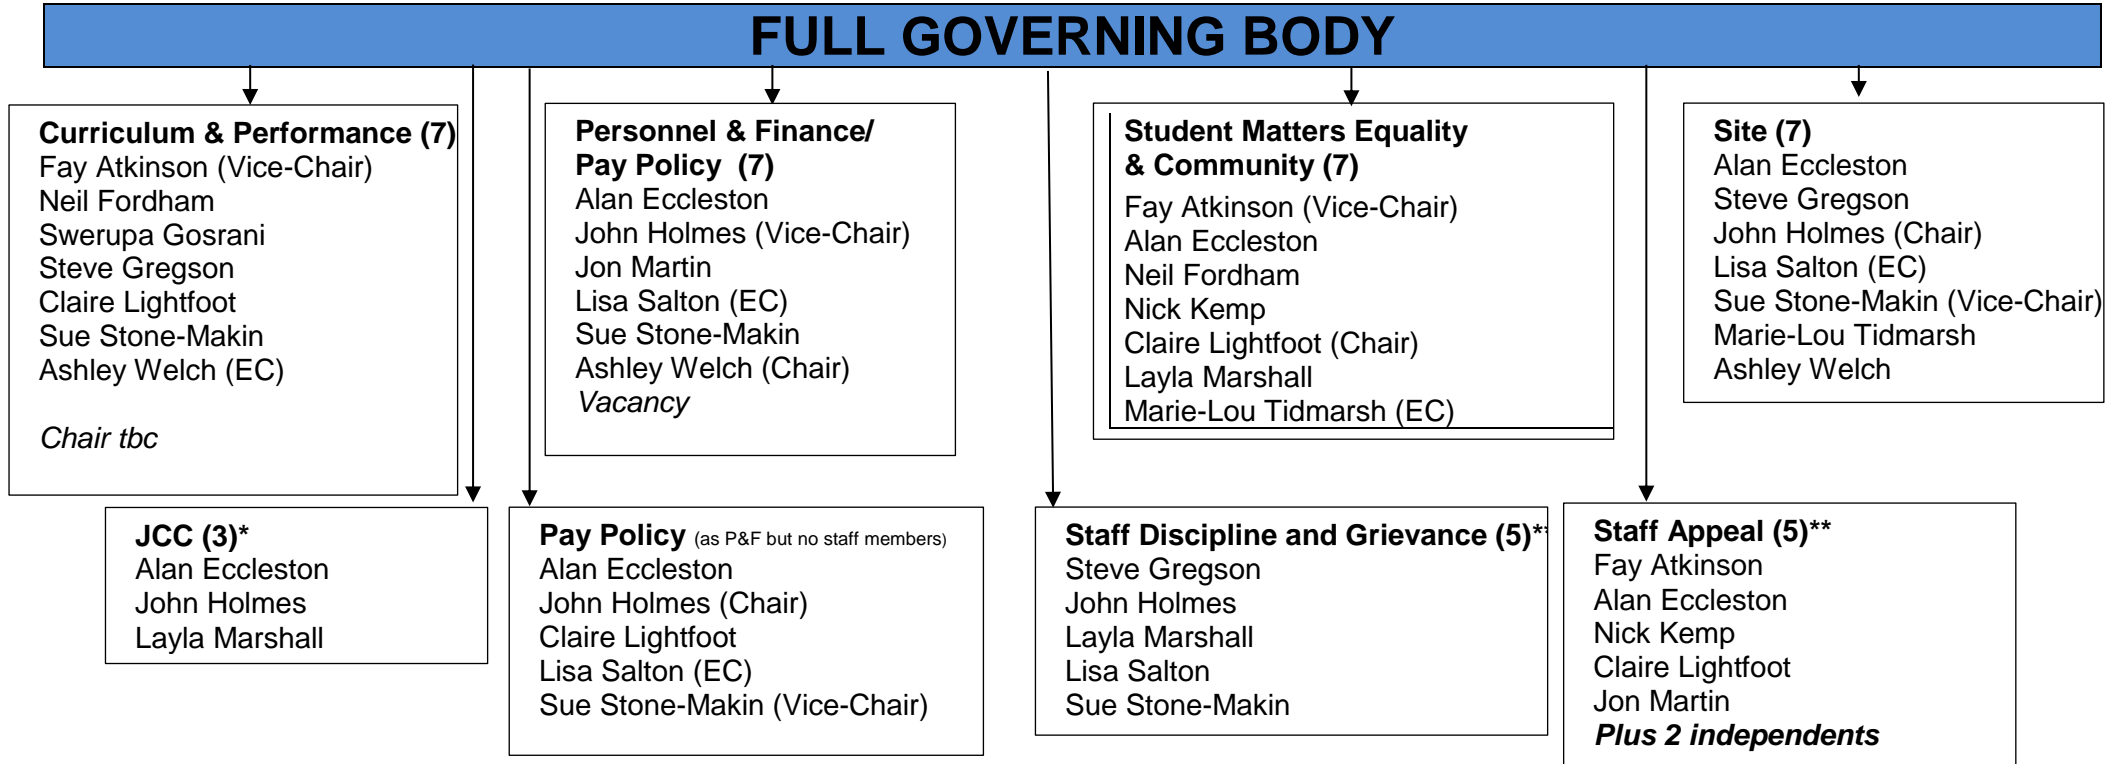 FULL GOVERNING BODY
Curriculum & Performance (7)
Fay Atkinson (Vice-Chair)
Neil Fordham
Swerupa Gosrani
Steve Gregson
Claire Lightfoot
Sue Stone-Makin
Ashley Welch (EC)
Chair tbc
Personnel & Finance/
Pay Policy (7)
Alan Eccleston
John Holmes (Vice-Chair)
Jon Martin
Lisa Salton (EC)
Sue Stone-Makin
Ashley Welch (Chair)
Vacancy
Student Matters Equality
& Community (7)
Fay Atkinson (Vice-Chair)
Alan Eccleston
Neil Fordham
Nick Kemp
Claire Lightfoot (Chair)
Layla Marshall
Marie-Lou Tidmarsh (EC)
Site (7)
Alan Eccleston
Steve Gregson
John Holmes (Chair)
Lisa Salton (EC)
Sue Stone-Makin (Vice-Chair)
Marie-Lou Tidmarsh
Ashley Welch
JCC (3)*
Alan Eccleston
John Holmes
Layla Marshall
Pay Policy (as P&F but no staff members)
Alan Eccleston
John Holmes (Chair)
Claire Lightfoot
Lisa Salton (EC)
Sue Stone-Makin (Vice-Chair)
Staff Discipline and Grievance (5)**
Steve Gregson
John Holmes
Layla Marshall
Lisa Salton
Sue Stone-Makin
Staff Appeal (5)**
Fay Atkinson
Alan Eccleston
Nick Kemp
Claire Lightfoot
Jon Martin
Plus 2 independents